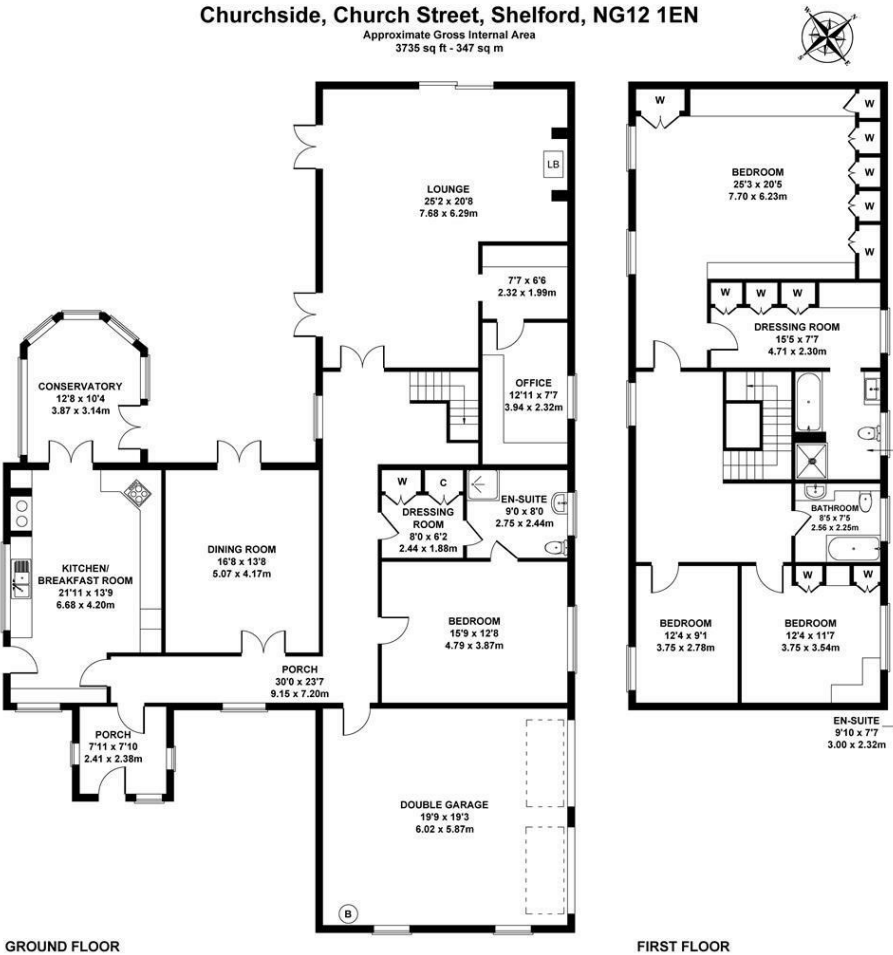 Churchside, Church Street, Shelford, NG12 1EN
Approximate Gross Internal Area
3735 sq ft - 347 sq m
W
N
S
E
LOUNGE
25'2 x 20'8
7.68 x 6.29m
LB
7'7 x 6'6
2.32 x 1.99m
OFFICE
12'11 x 7'7
3.94 x 2.32m
CONSERVATORY
12'8 x 10'4
3.87 x 3.14m
KITCHEN/
BREAKFAST ROOM
21'11 x 13'9
6.68 x 4.20m
DINING ROOM
16'8 x 13'8
5.07 x 4.17m
W
C
DRESSING
ROOM
8'0 x 6'2
2.44 x 1.88m
EN-SUITE
9'0 x 8'0
2.75 x 2.44m
BEDROOM
15'9 x 12'8
4.79 x 3.87m
PORCH
30'0 x 23'7
9.15 x 7.20m
PORCH
7'11 x 7'10
2.41 x 2.38m
DOUBLE GARAGE
19'9 x 19'3
6.02 x 5.87m
B
GROUND FLOOR
W
W
W
W
W
W
BEDROOM
25'3 x 20'5
7.70 x 6.23m
W
W
W
DRESSING ROOM
15'5 x 7'7
4.71 x 2.30m
BATHROOM
8'5 x 7'5
2.56 x 2.25m
W
W
BEDROOM
12'4 x 9'1
3.75 x 2.78m
BEDROOM
12'4 x 11'7
3.75 x 3.54m
EN-SUITE
9'10 x 7'7
3.00 x 2.32m
FIRST FLOOR